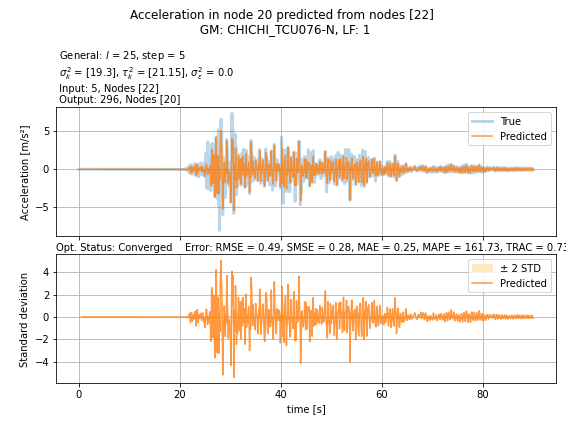 Acceleration in node 20 predicted from nodes [22]
GM: CHICHI_TCU076-N, LF: 1
General: l = 25, step = 5
σ²ₖ = [19.3], τ²ₖ = [21.15], σ²ε = 0.0
Input: 5, Nodes [22]
Output: 296, Nodes [20]
Acceleration [m/s²]
5
0
−5
True
Predicted
Opt. Status: Converged Error: RMSE = 0.49, SMSE = 0.28, MAE = 0.25, MAPE = 161.73, TRAC = 0.73
Standard deviation
4
2
0
−2
−4
± 2 STD
Predicted
0 20 40 60 80
time [s]